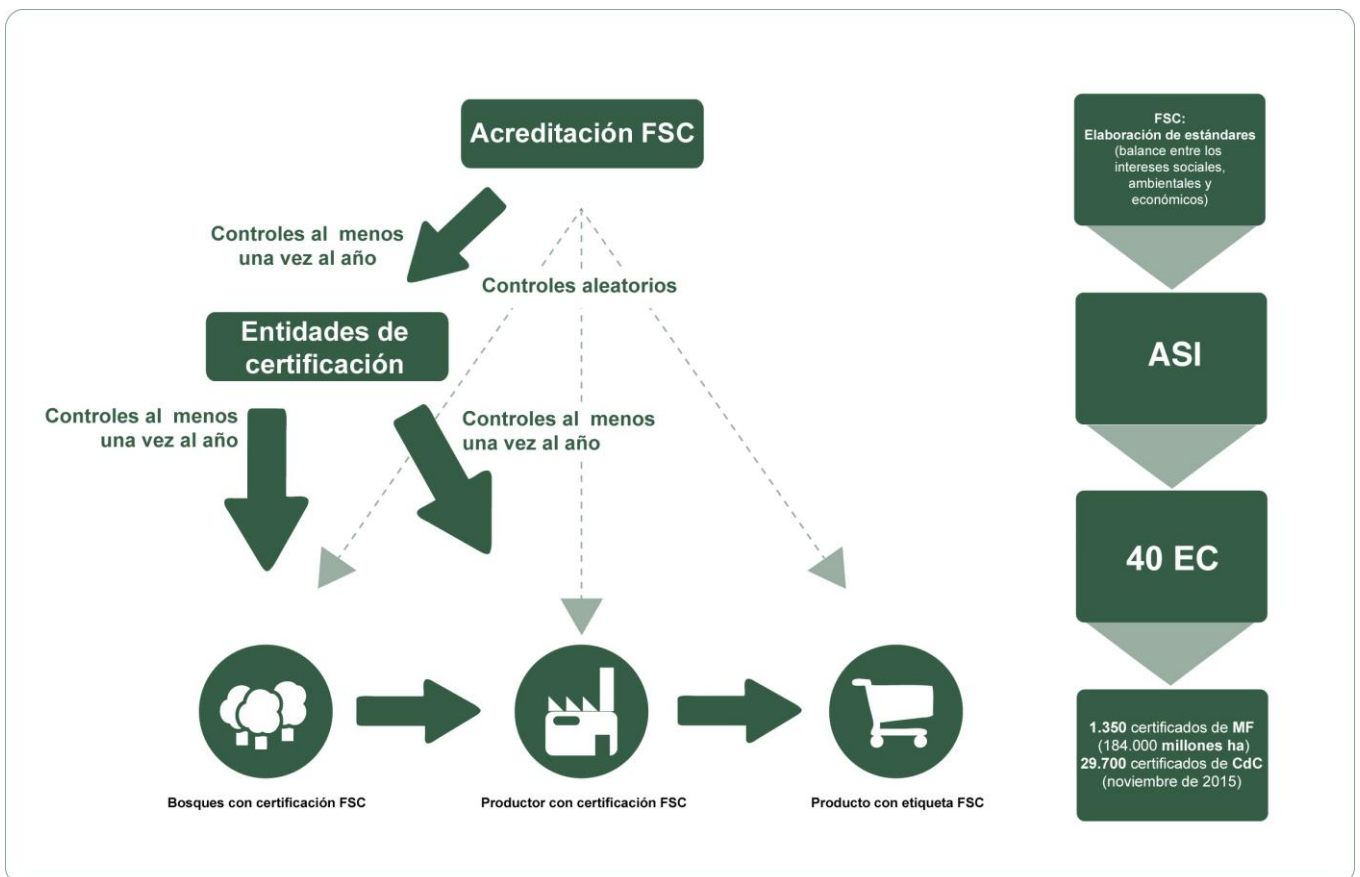 Acreditación FSC
Controles al menos
una vez al año
Controles aleatorios
Entidades de
certificación
Controles al menos
una vez al año
Controles al menos
una vez al año
Bosques con certificación FSC
Productor con certificación FSC
Producto con etiqueta FSC
FSC:
Elaboración de estándares
(balance entre los
intereses sociales,
ambientales y
económicos)
ASI
40 EC
1.350 certificados de MF
(184.000 millones ha)
29.700 certificados de CdC
(noviembre de 2015)